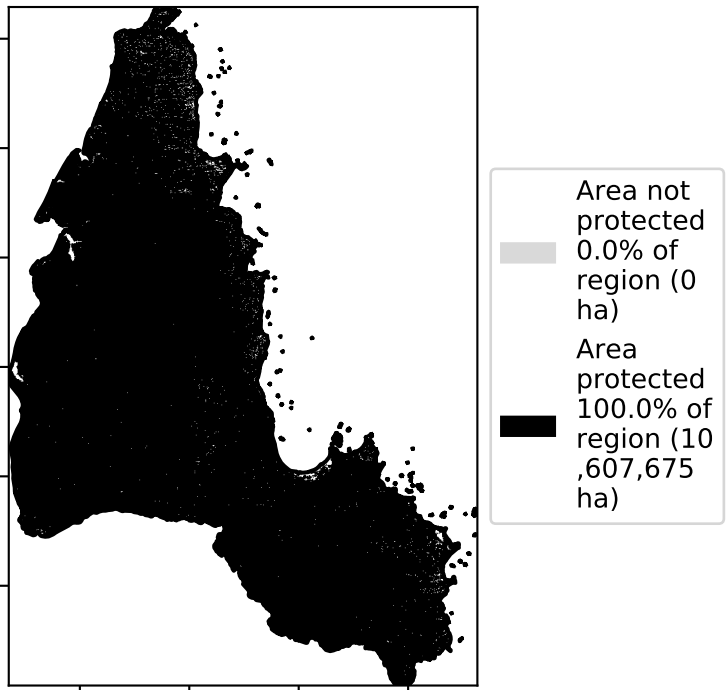 Area not
protected
0.0% of
region (0
ha)
Area
protected
100.0% of
region (10
,607,675
ha)